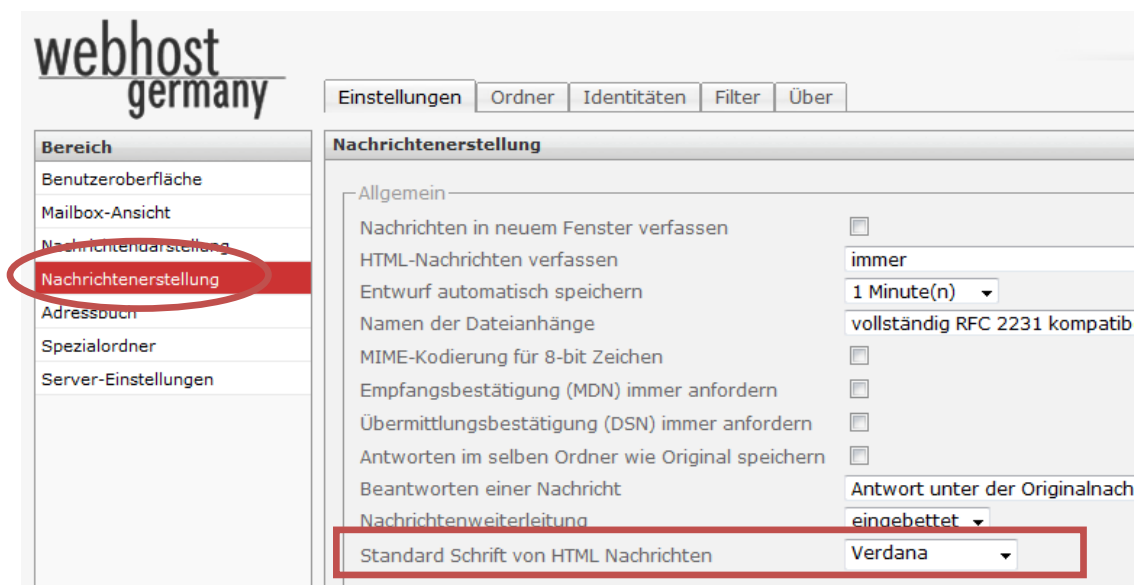 webhost
germany
Einstellungen Ordner Identitäten Filter Über
Bereich
Benutzeroberfläche
Mailbox-Ansicht
Nachrichtendarstellung
Nachrichtenerstellung
Adressbuch
Spezialordner
Server-Einstellungen
Nachrichtenerstellung
Allgemein
Nachrichten in neuem Fenster verfassen
HTML-Nachrichten verfassen immer
Entwurf automatisch speichern 1 Minute(n)
Namen der Dateianhänge vollständig RFC 2231 kompatib
MIME-Kodierung für 8-bit Zeichen
Empfangsbestätigung (MDN) immer anfordern
Übermittlungsbestätigung (DSN) immer anfordern
Antworten im selben Ordner wie Original speichern
Beantworten einer Nachricht Antwort unter der Originalnach
Nachrichtenweiterleitung eingebettet
Standard Schrift von HTML Nachrichten Verdana